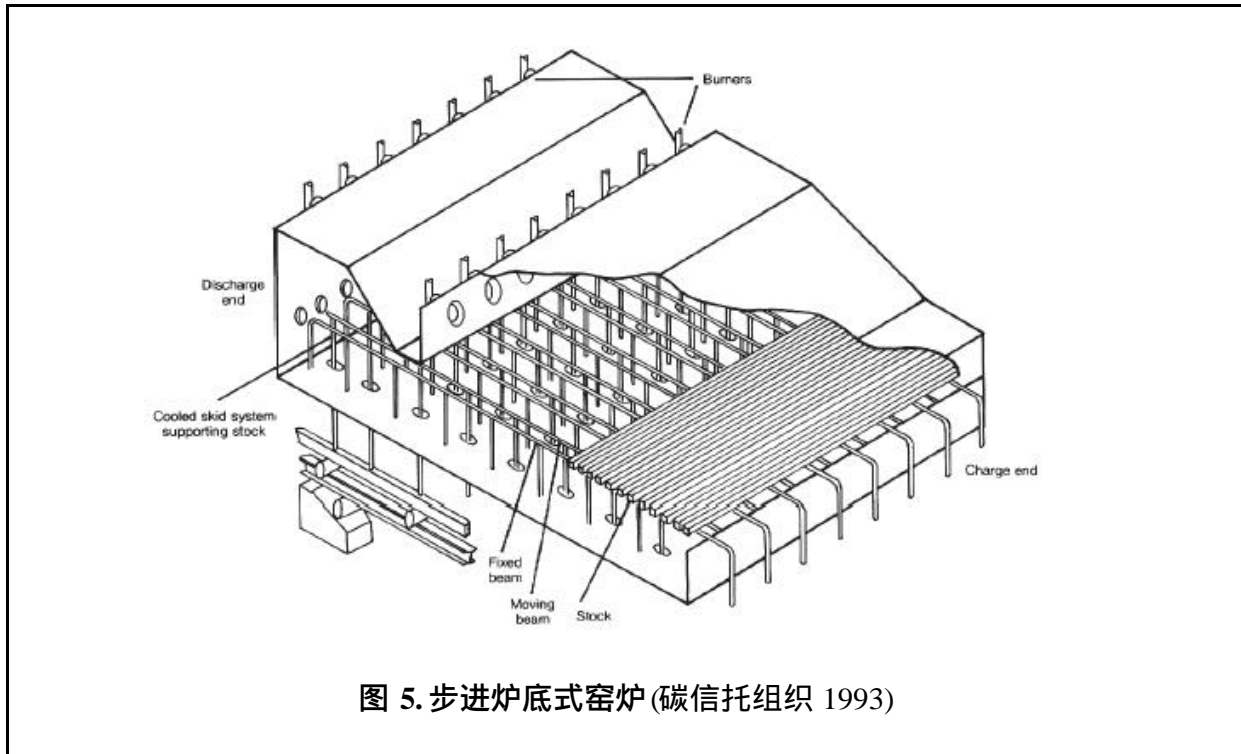 Burners
Discharge
end
Cooled skid system
supporting stock
Charge end
Fixed
beam
Moving
beam
Stock
图 5. 步进炉底式窑炉 (碳信托组织 1993)